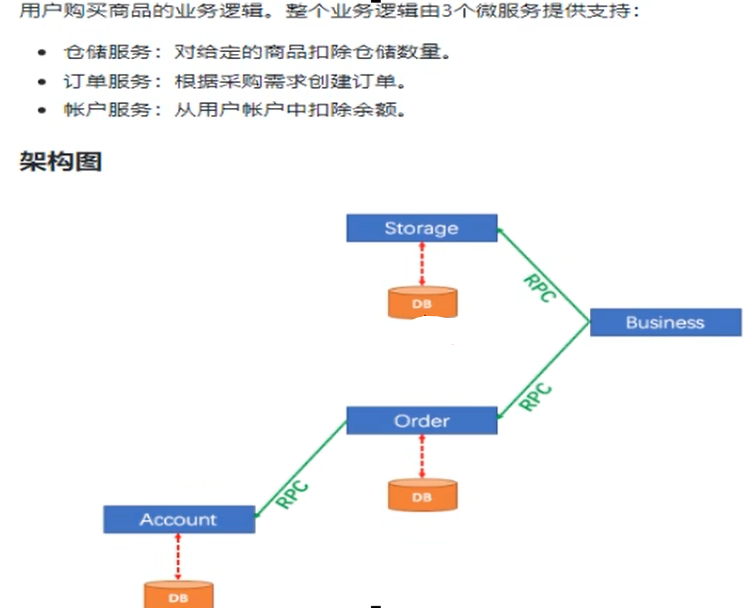 用户购买商品的业务逻辑。整个业务逻辑由3个微服务提供支持：
仓储服务：对给定的商品扣除仓储数量。
订单服务：根据采购需求创建订单。
帐户服务：从用户帐户中扣除余额。
架构图
Storage
DB
RPC
Business
RPC
Order
DB
RPC
Account
DB